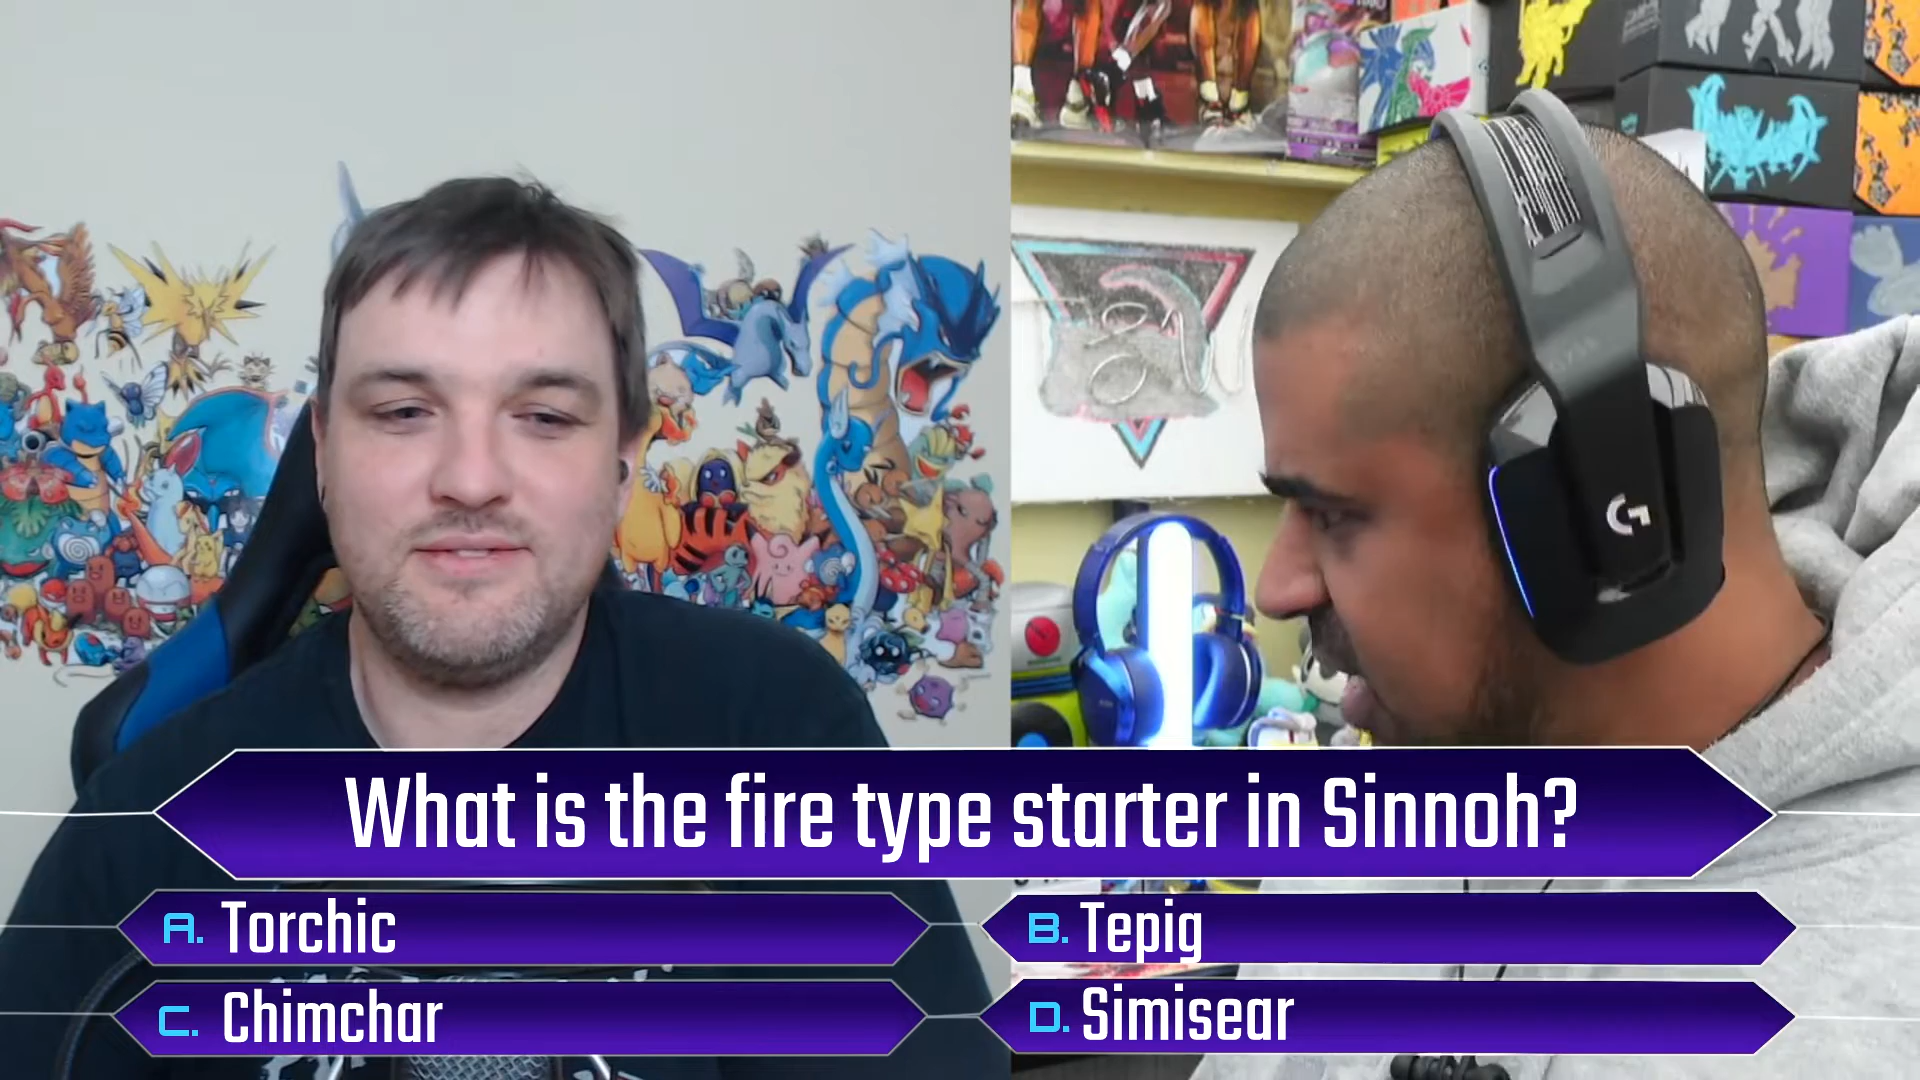 What is the fire type starter in Sinnoh?
A. Torchic
B. Tepig
C. Chimchar
D. Simisear